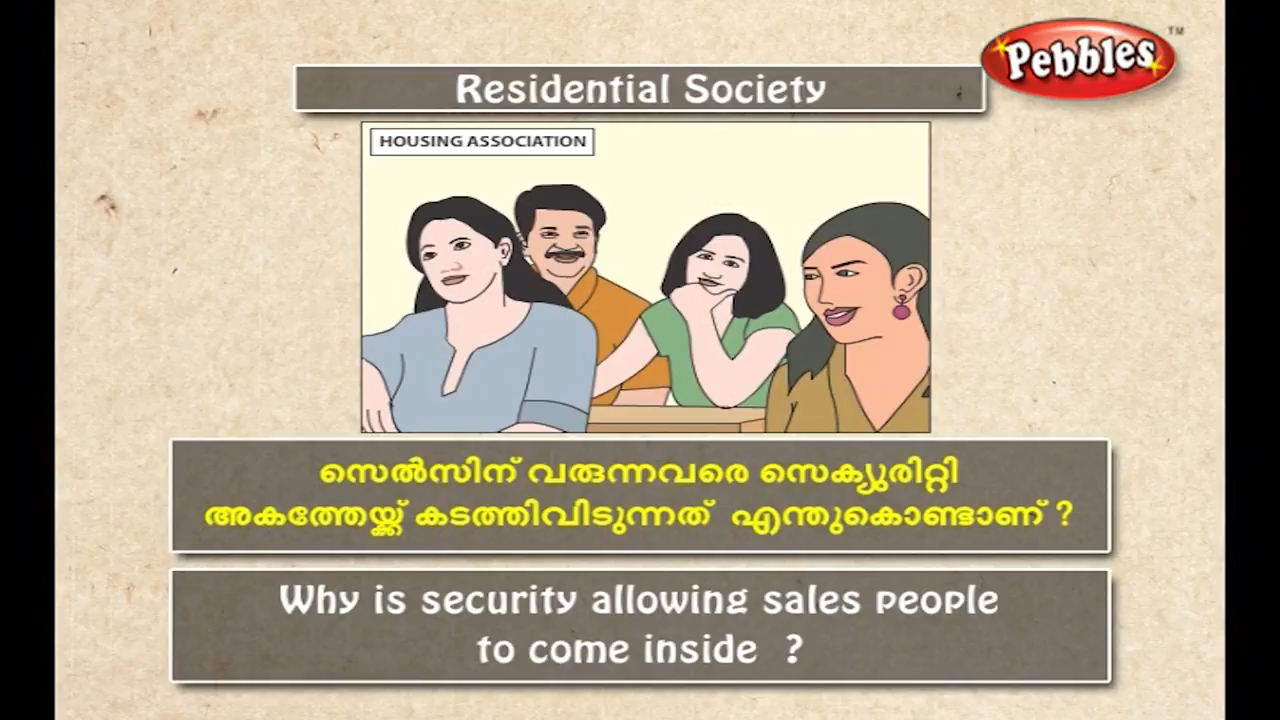 Pebbles TM
Residential Society
HOUSING ASSOCIATION
സെൽസിന് വരുന്നവരെ സെക്യുരിറ്റി
അകത്തേയ്ക്ക് കടത്തിവിടുന്നത് എന്തുകൊണ്ടാണ് ?
Why is security allowing sales people
to come inside ?